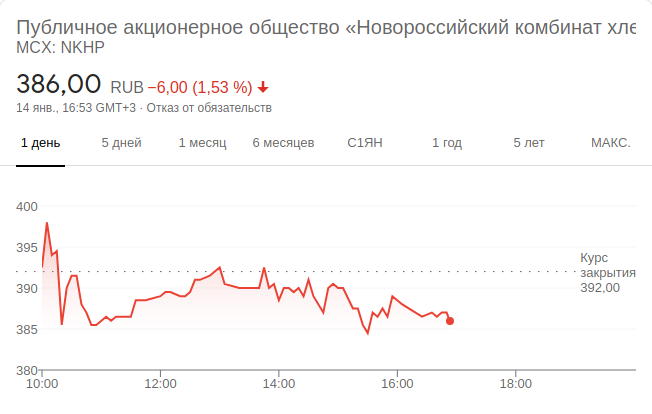 Публичное акционерное общество «Новороссийский комбинат хле
MCX: NKHP
386,00 RUB −6,00 (1,53 %)
14 янв., 16:53 GMT+3 · Отказ от обязательств
1 день 5 дней 1 месяц 6 месяцев С1ЯН 1 год 5 лет МАКС.
400
395
390
385
380
Курс
закрытия
392,00
10:00 12:00 14:00 16:00 18:00